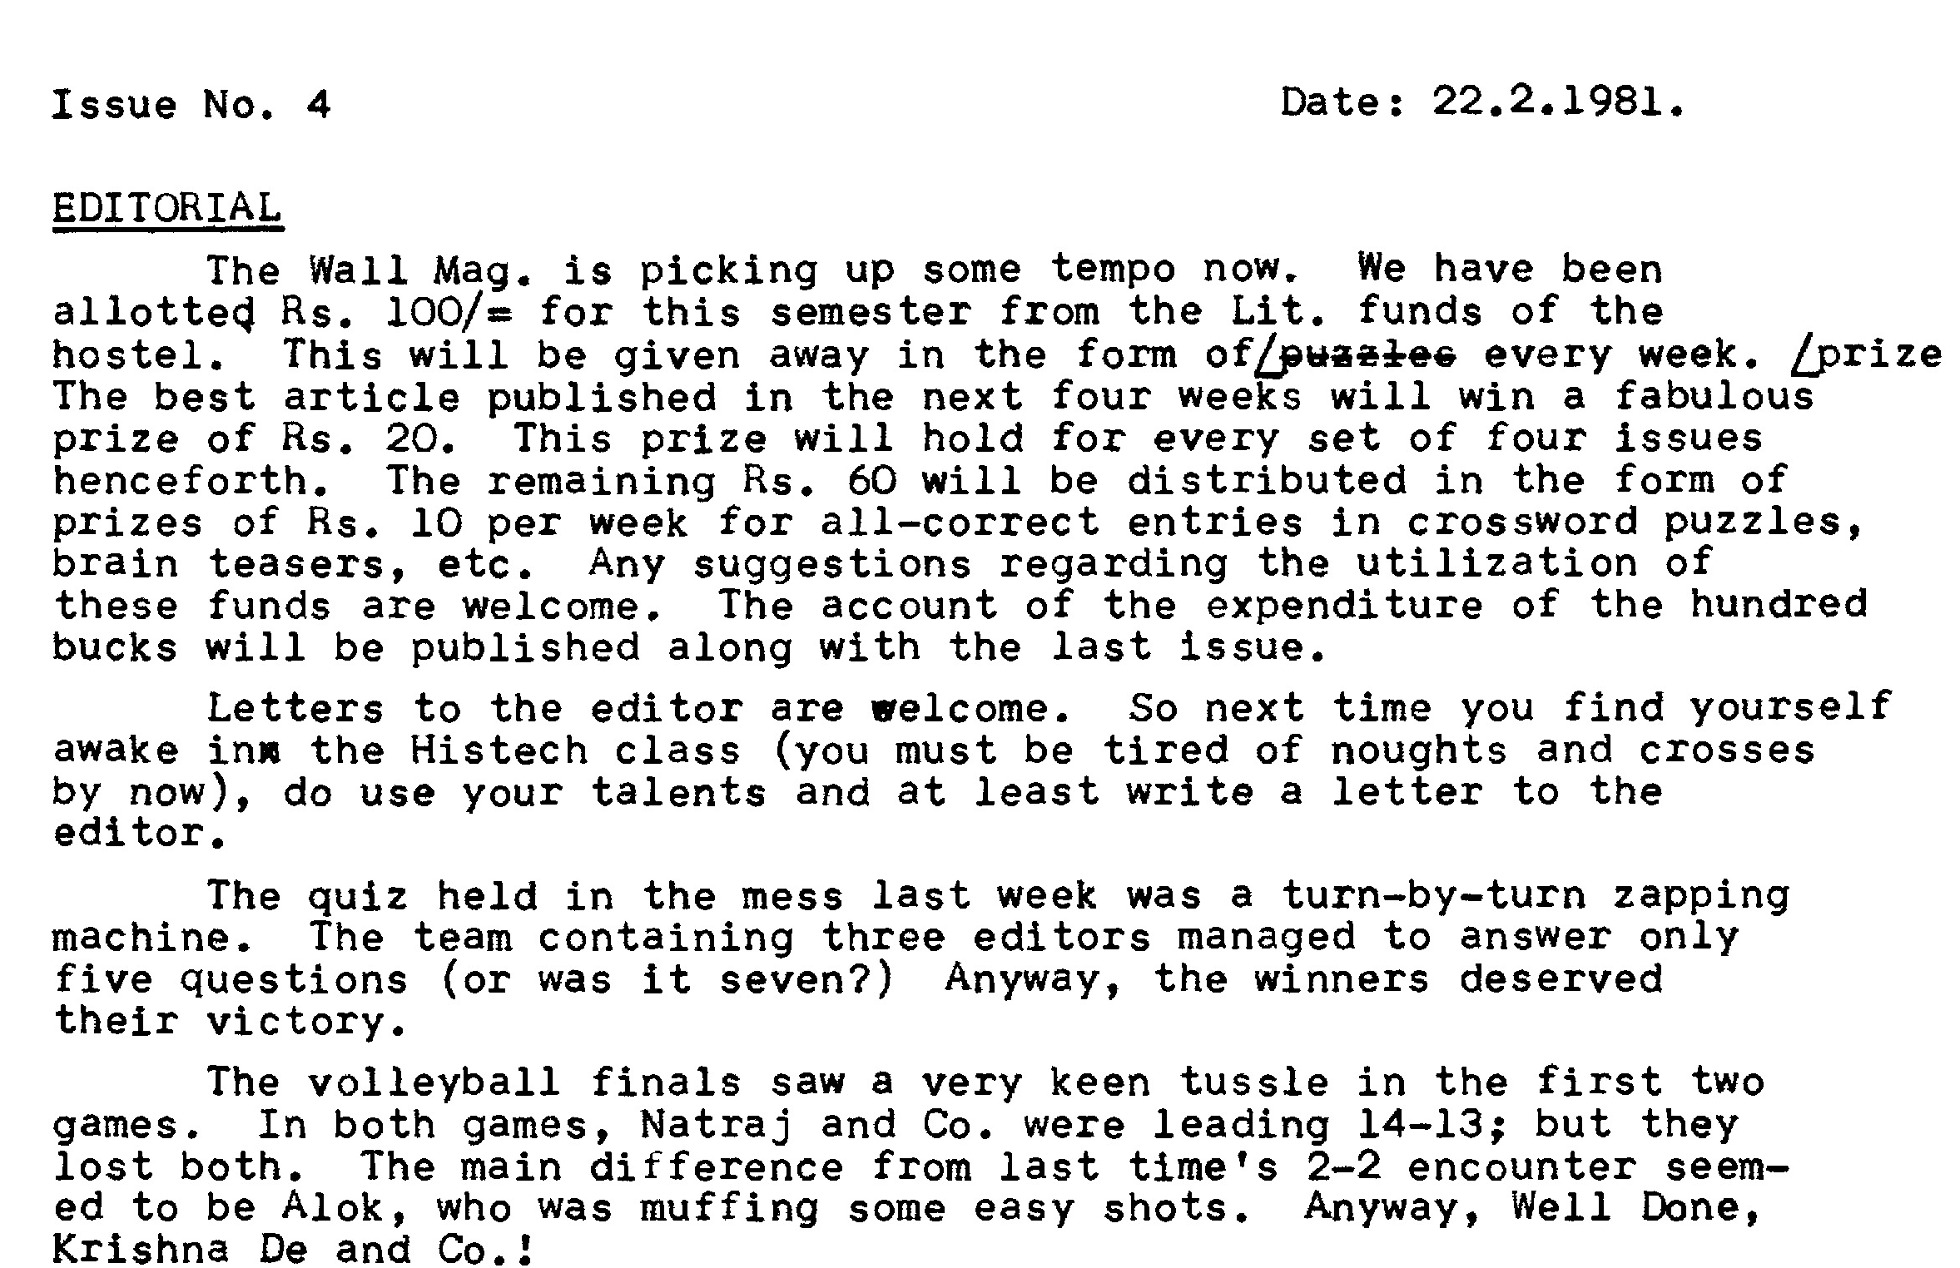 Issue No. 4 Date: 22.2.1981.
EDITORIAL
The Wall Mag. is picking up some tempo now. We have been
allotted Rs. 100/= for this semester from the Lit. funds of the
hostel. This will be given away in the form of/puzzles every week. /prize
The best article published in the next four weeks will win a fabulous
prize of Rs. 20. This prize will hold for every set of four issues
henceforth. The remaining Rs. 60 will be distributed in the form of
prizes of Rs. 10 per week for all-correct entries in crossword puzzles,
brain teasers, etc. Any suggestions regarding the utilization of
these funds are welcome. The account of the expenditure of the hundred
bucks will be published along with the last issue.
Letters to the editor are welcome. So next time you find yourself
awake in the Histech class (you must be tired of noughts and crosses
by now), do use your talents and at least write a letter to the
editor.
The quiz held in the mess last week was a turn-by-turn zapping
machine. The team containing three editors managed to answer only
five questions (or was it seven?) Anyway, the winners deserved
their victory.
The volleyball finals saw a very keen tussle in the first two
games. In both games, Natraj and Co. were leading 14-13; but they
lost both. The main difference from last time's 2-2 encounter seem-
ed to be Alok, who was muffing some easy shots. Anyway, Well Done,
Krishna De and Co.!